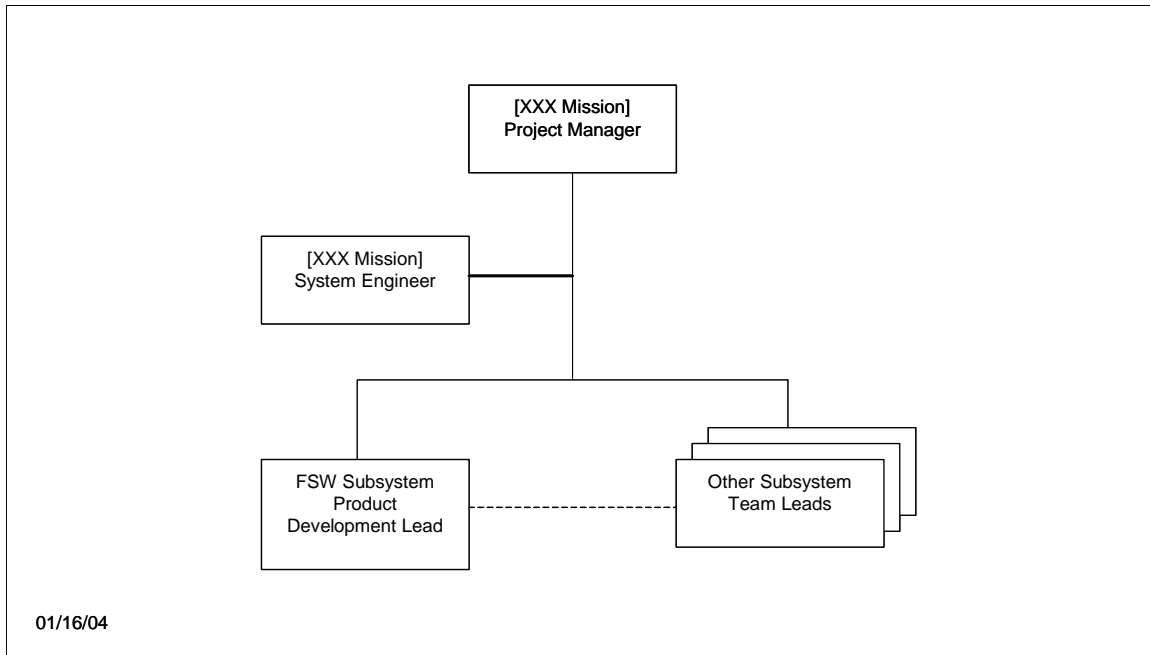 [XXX Mission]
Project Manager
[XXX Mission]
System Engineer
FSW Subsystem
Product
Development Lead
Other Subsystem
Team Leads
01/16/04